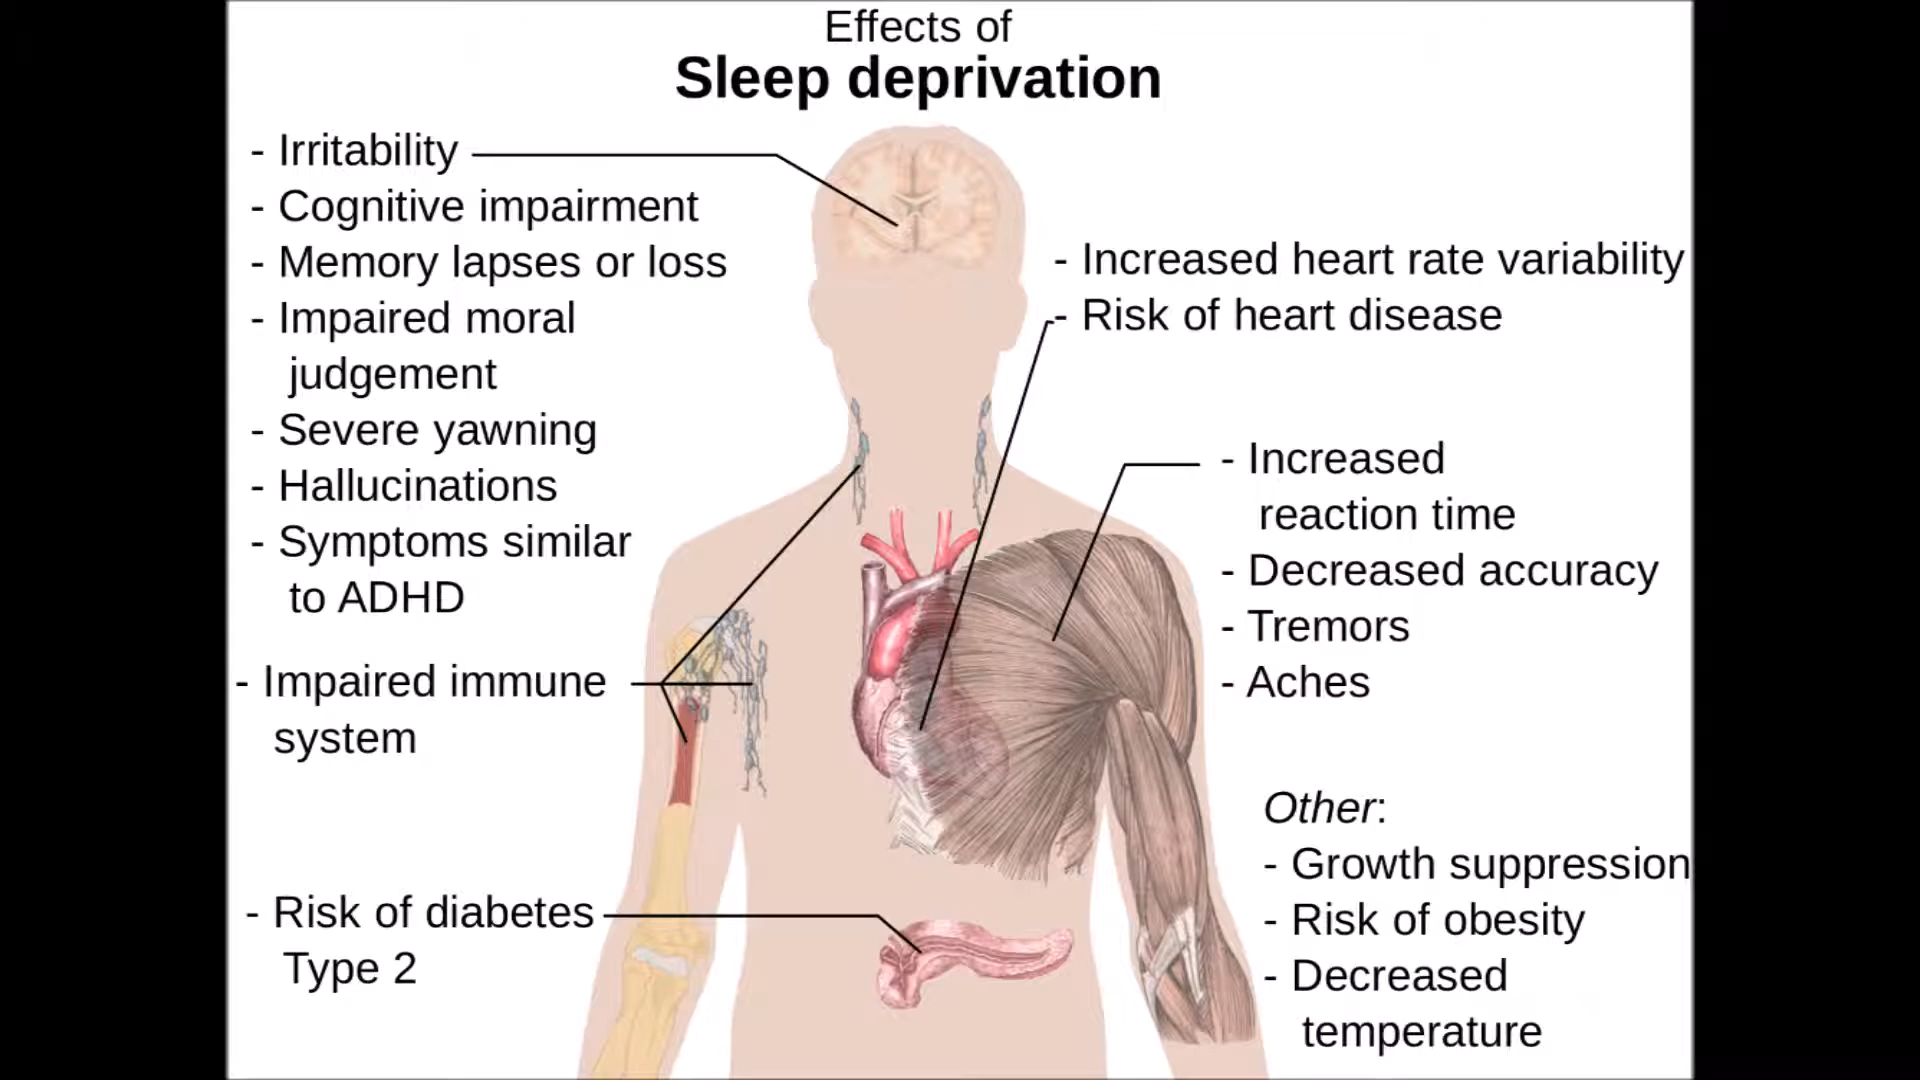 Effects of
Sleep deprivation
- Irritability
- Cognitive impairment
- Memory lapses or loss
- Impaired moral
judgement
- Severe yawning
- Hallucinations
- Symptoms similar
to ADHD
- Impaired immune
system
- Risk of diabetes
Type 2
- Increased heart rate variability
- Risk of heart disease
- Increased
reaction time
- Decreased accuracy
- Tremors
- Aches
Other:
- Growth suppression
- Risk of obesity
- Decreased
temperature